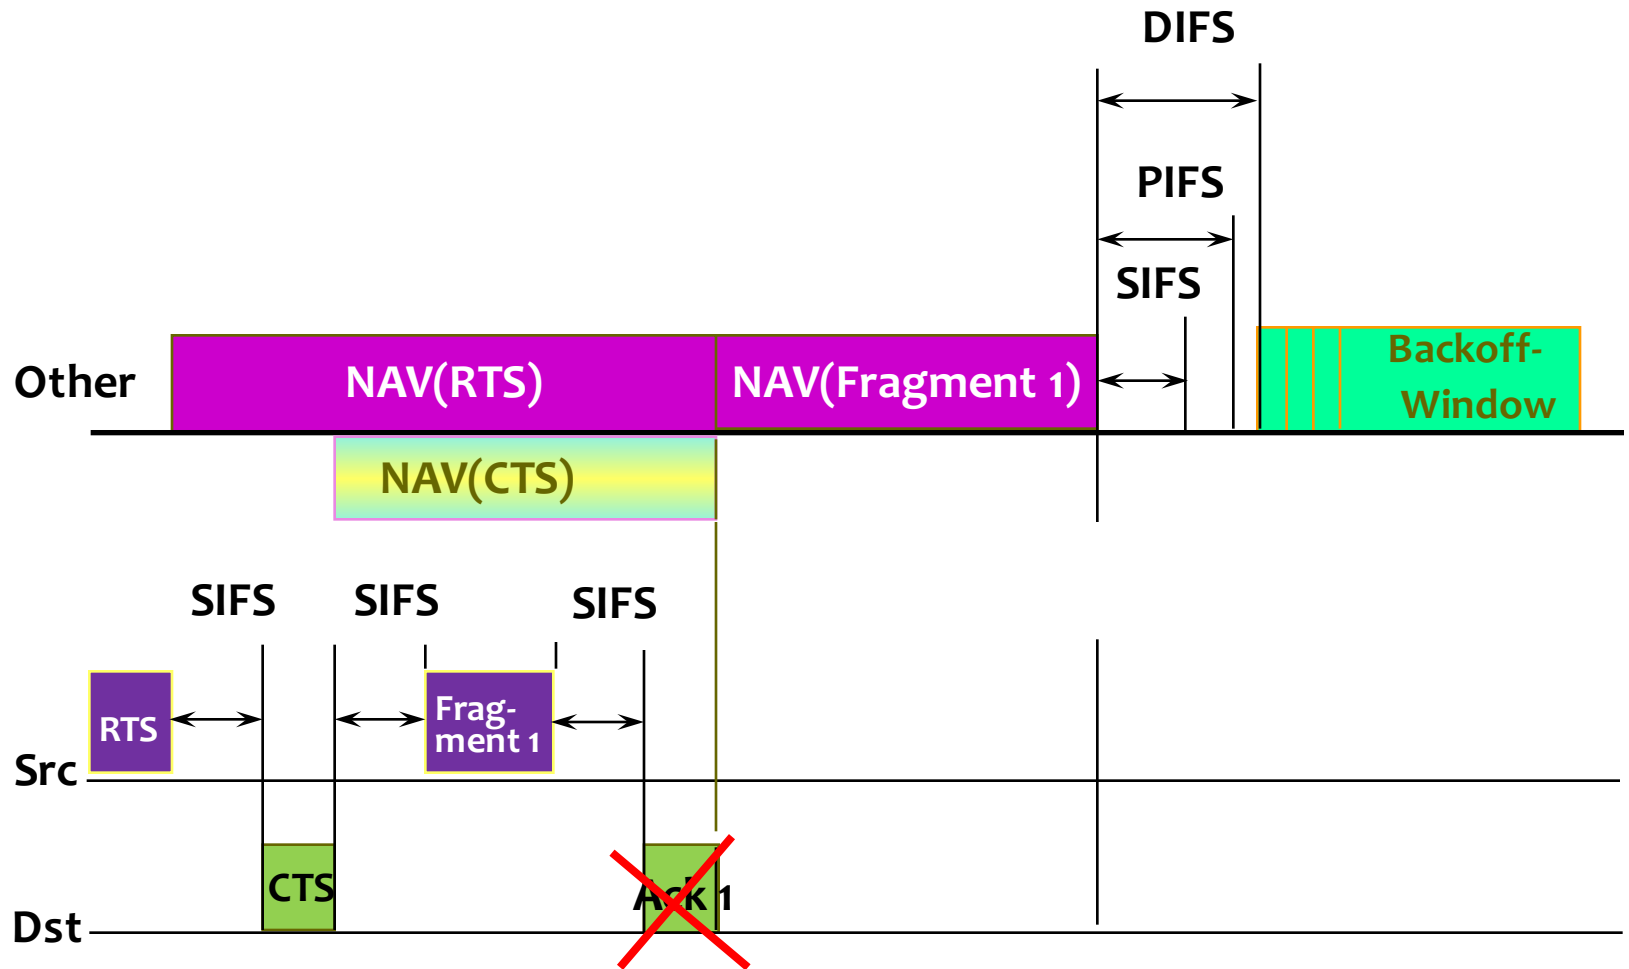 DIFS
PIFS
SIFS
Other
NAV(RTS)
NAV(Fragment 1)
Backoff-
Window
NAV(CTS)
SIFS
SIFS
SIFS
RTS
Frag-
ment 1
Src
CTS
Ack 1
Dst